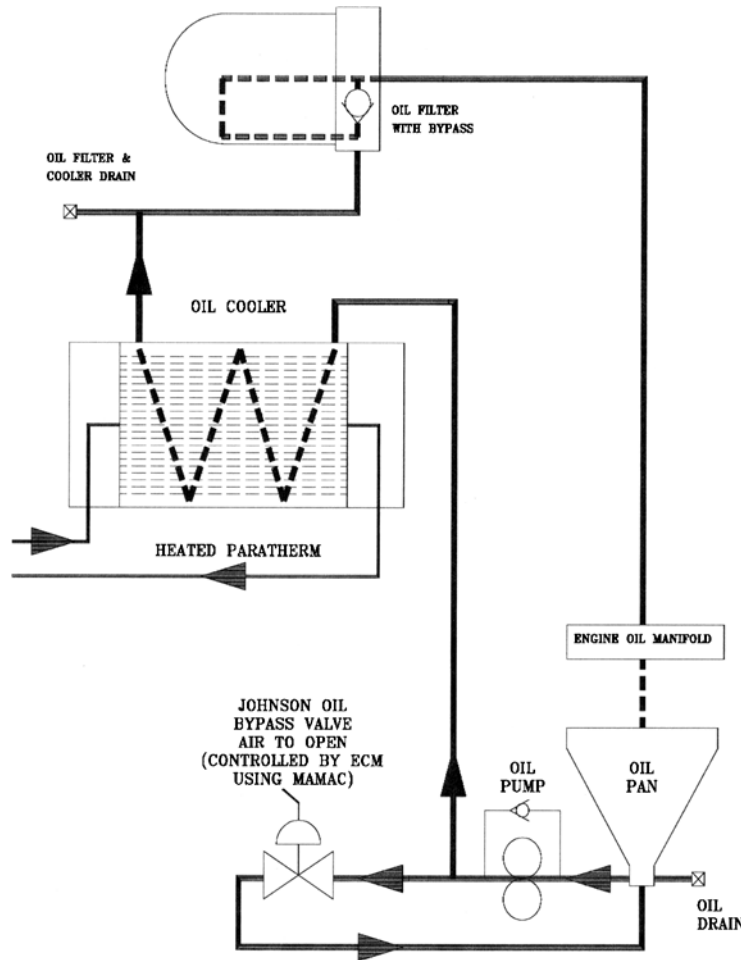 OIL FILTER
WITH BYPASS
OIL FILTER &
COOLER DRAIN
OIL COOLER
HEATED PARATHERM
ENGINE OIL MANIFOLD
JOHNSON OIL
BYPASS VALVE
AIR TO OPEN
(CONTROLLED BY ECM
USING MAMAC)
OIL
PUMP
OIL
PAN
OIL
DRAIN